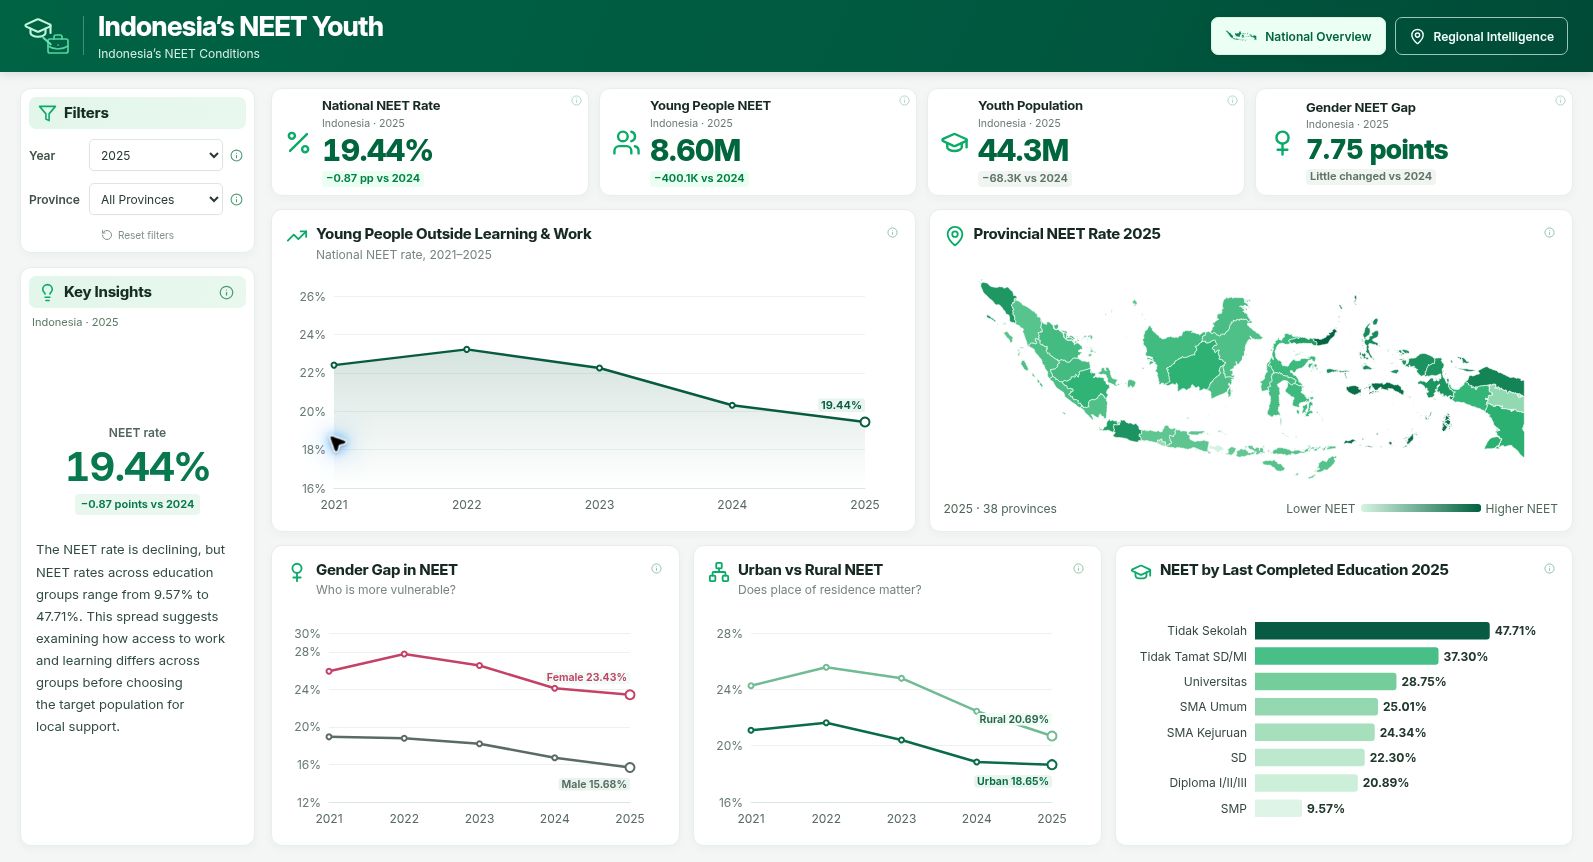 Indonesia’s NEET Youth
Indonesia’s NEET Conditions
National Overview
Regional Intelligence
Filters
Year
2025
Province
All Provinces
Reset filters
Key Insights
Indonesia · 2025
NEET rate
19.44%
−0.87 points vs 2024
The NEET rate is declining, but
NEET rates across education
groups range from 9.57% to
47.71%. This spread suggests
examining how access to work
and learning differs across
groups before choosing
the target population for
local support.
National NEET Rate
Indonesia · 2025
19.44%
−0.87 pp vs 2024
Young People NEET
Indonesia · 2025
8.60M
−400.1K vs 2024
Youth Population
Indonesia · 2025
44.3M
−68.3K vs 2024
Gender NEET Gap
Indonesia · 2025
7.75 points
Little changed vs 2024
Young People Outside Learning & Work
National NEET rate, 2021–2025
26%
24%
22%
20%
18%
16%
19.44%
2021
2022
2023
2024
2025
Provincial NEET Rate 2025
2025 · 38 provinces
Lower NEET
Higher NEET
Gender Gap in NEET
Who is more vulnerable?
30%
28%
24%
20%
16%
12%
Female 23.43%
Male 15.68%
2021
2022
2023
2024
2025
Urban vs Rural NEET
Does place of residence matter?
28%
24%
20%
16%
Rural 20.69%
Urban 18.65%
2021
2022
2023
2024
2025
NEET by Last Completed Education 2025
Tidak Sekolah 47.71%
Tidak Tamat SD/MI 37.30%
Universitas 28.75%
SMA Umum 25.01%
SMA Kejuruan 24.34%
SD 22.30%
Diploma I/II/III 20.89%
SMP 9.57%